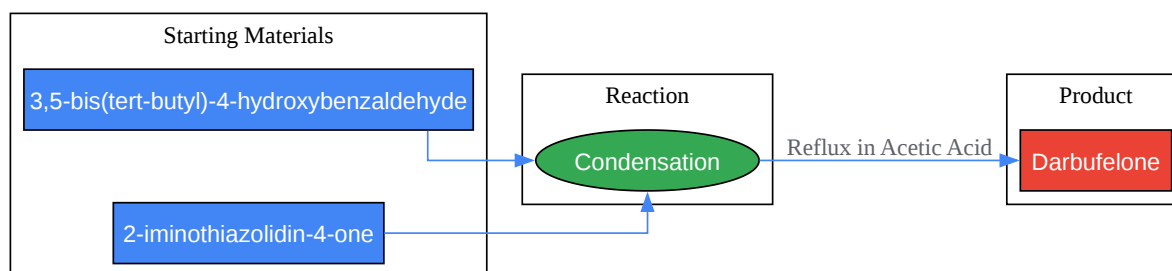 Starting Materials
3,5-bis(tert-butyl)-4-hydroxybenzaldehyde
2-iminothiazolidin-4-one
Reaction
Condensation
Reflux in Acetic Acid
Product
Darbufelone